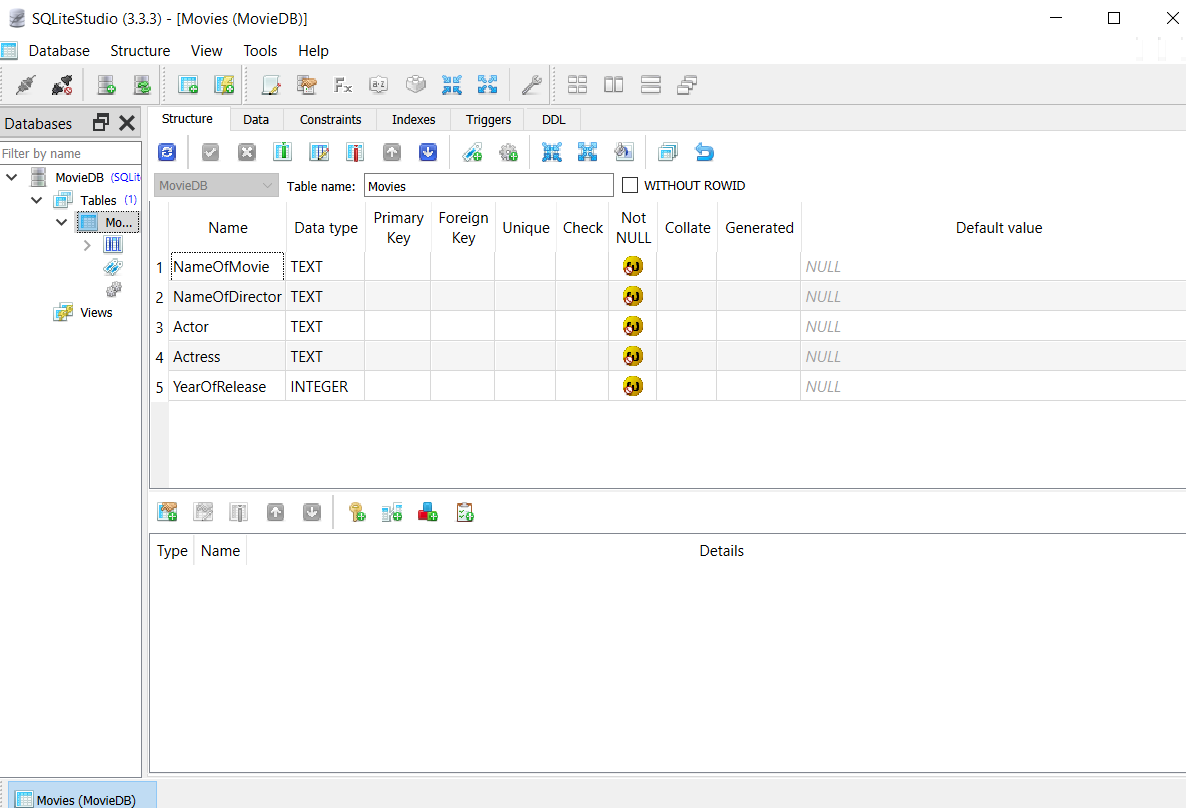 SQLiteStudio (3.3.3) - [Movies (MovieDB)]
Database Structure View Tools Help
Databases
Filter by name
MovieDB (SQLit
Tables (1)
Mo...
Views
Structure Data Constraints Indexes Triggers DDL
MovieDB Table name: Movies WITHOUT ROWID
Name Data type Primary Key Foreign Key Unique Check Not NULL Collate Generated Default value
1 NameOfMovie TEXT NULL
2 NameOfDirector TEXT NULL
3 Actor TEXT NULL
4 Actress TEXT NULL
5 YearOfRelease INTEGER NULL
Type Name Details
Movies (MovieDB)